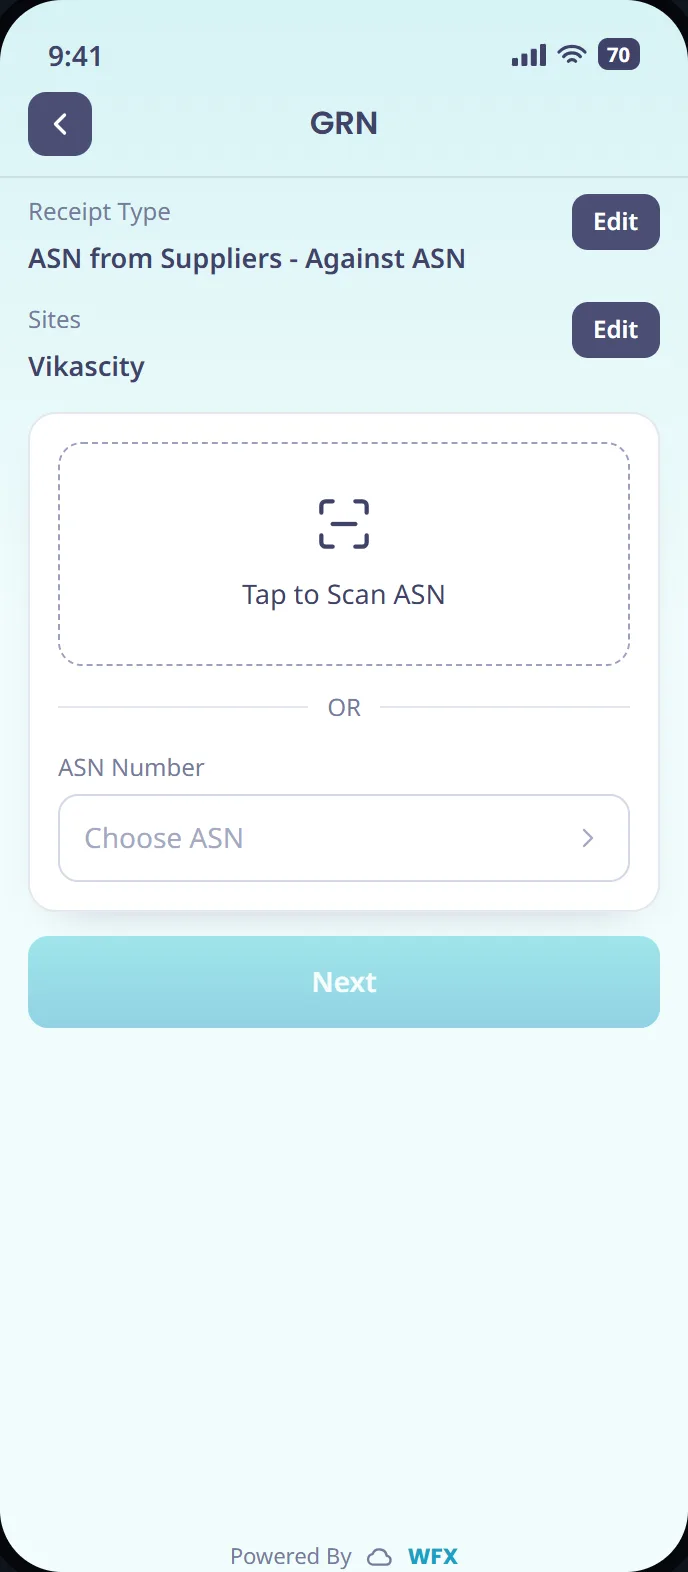 9:41
70
GRN
Receipt Type
Edit
ASN from Suppliers - Against ASN
Sites
Edit
Vikascity
Tap to Scan ASN
OR
ASN Number
Choose ASN
Next
Powered By WFX